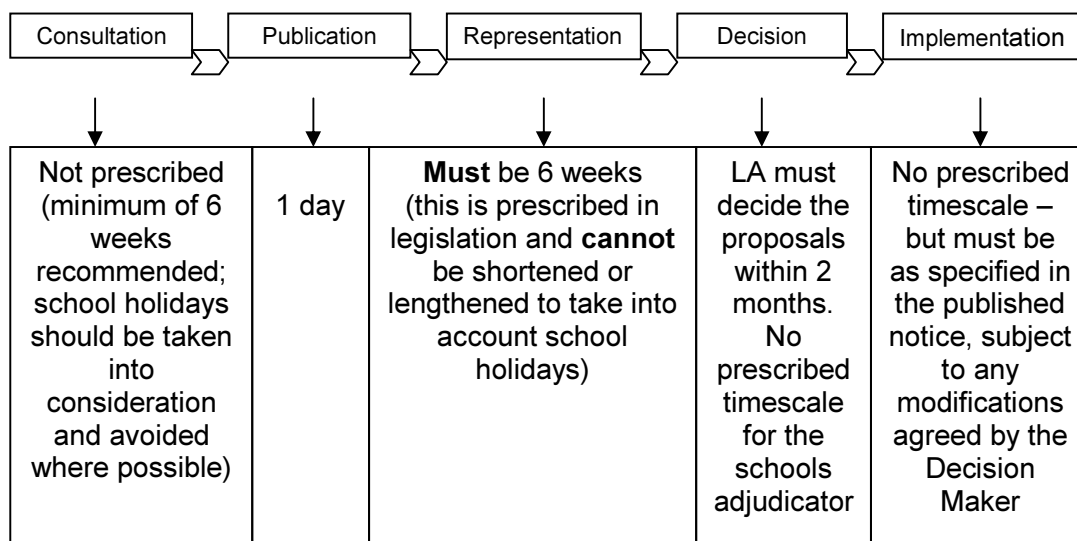 Consultation
Publication
Representation
Decision
Implementation
Not prescribed
(minimum of 6
weeks
recommended;
school holidays
should be taken
into
consideration
and avoided
where possible)
1 day
Must be 6 weeks
(this is prescribed in
legislation and cannot
be shortened or
lengthened to take into
account school
holidays)
LA must
decide the
proposals
within 2
months.
No
prescribed
timescale
for the
schools
adjudicator
No prescribed
timescale –
but must be
as specified in
the published
notice, subject
to any
modifications
agreed by the
Decision
Maker